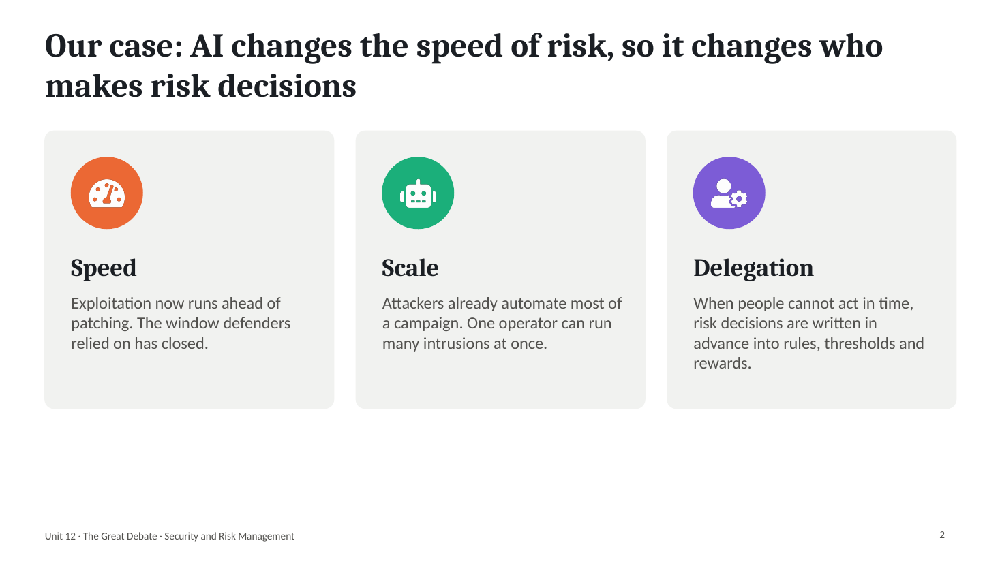 Our case: AI changes the speed of risk, so it changes who
makes risk decisions
Speed
Exploitation now runs ahead of
patching. The window defenders
relied on has closed.
Scale
Attackers already automate most of
a campaign. One operator can run
many intrusions at once.
Delegation
When people cannot act in time,
risk decisions are written in
advance into rules, thresholds and
rewards.
Unit 12 · The Great Debate · Security and Risk Management
2